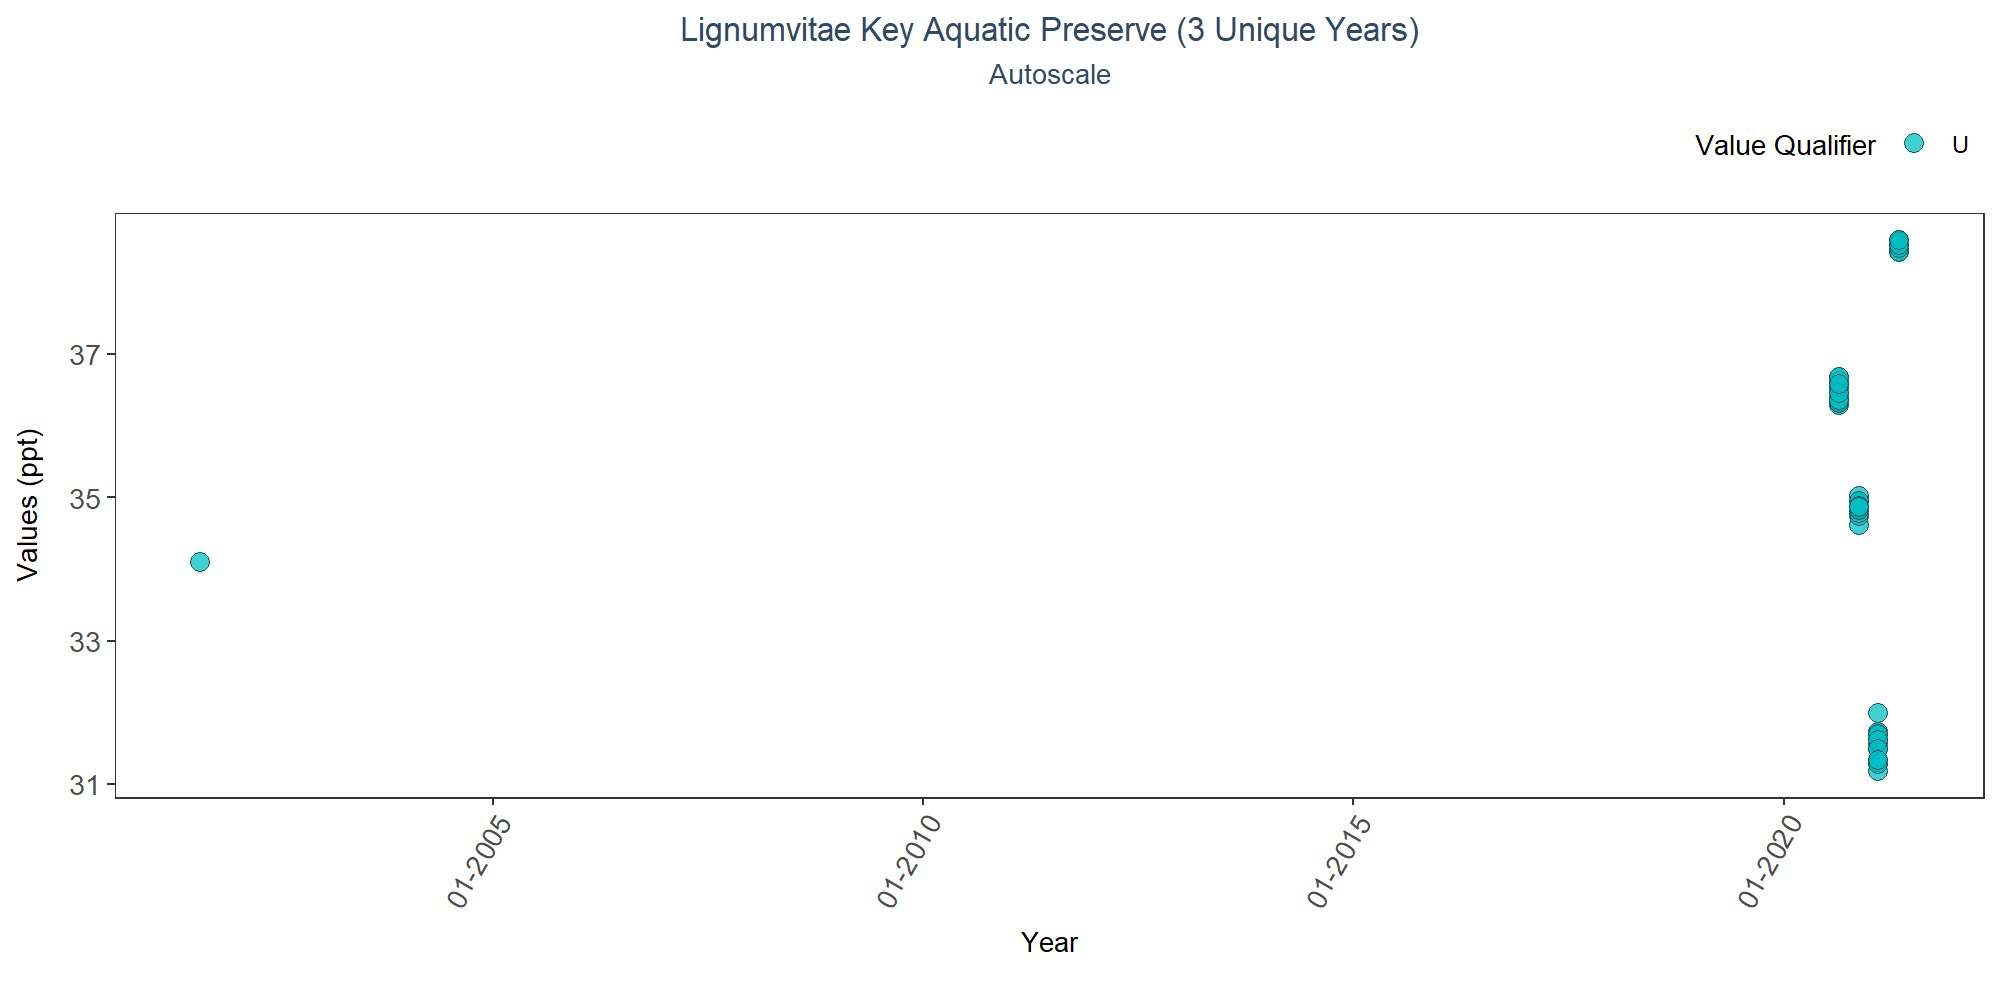 Lignumvitae Key Aquatic Preserve (3 Unique Years)
Autoscale
Value Qualifier U
Values (ppt)
37
35
33
31
01-2005 01-2010 01-2015 01-2020
Year